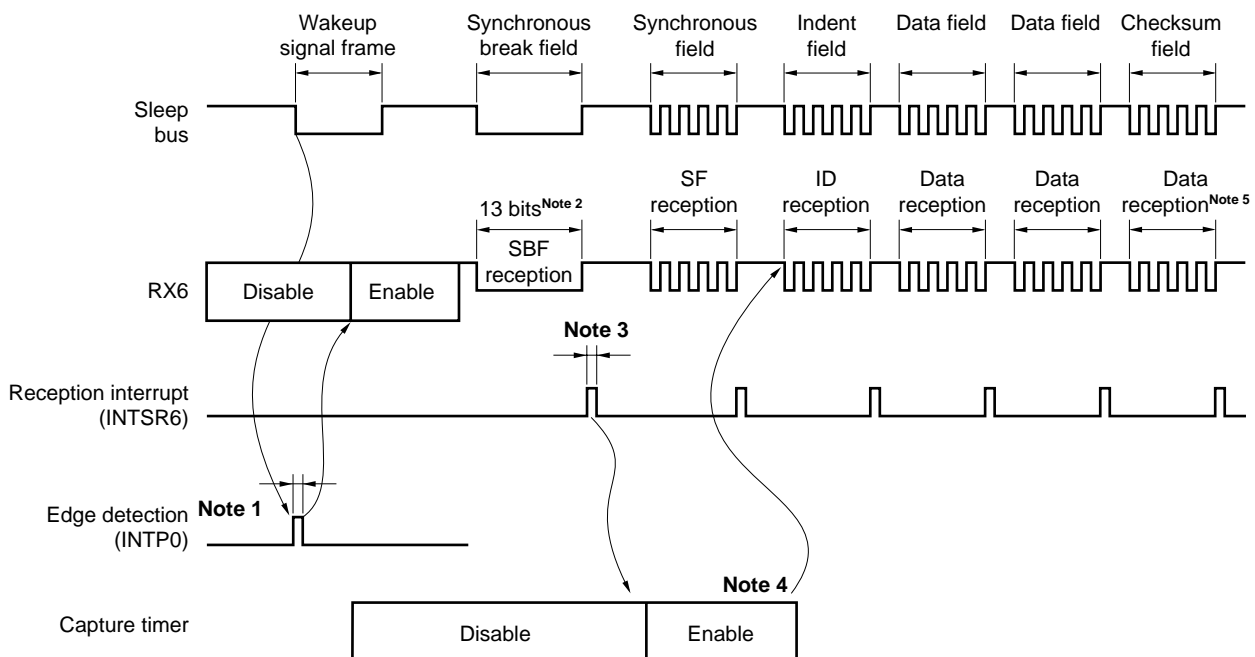 Wakeup
signal frame
Synchronous
break field
Synchronous
field
Indent
field
Data field
Data field
Checksum
field
Sleep
bus
13 bits Note 2
SBF
reception
SF
reception
ID reception
Data
reception
Data
reception
Data
reception Note 5
RX6
Disable
Enable
Note 3
Reception interrupt
(INTSR6)
Note 1
Edge detection
(INTP0)
Note 4
Capture timer
Disable
Enable